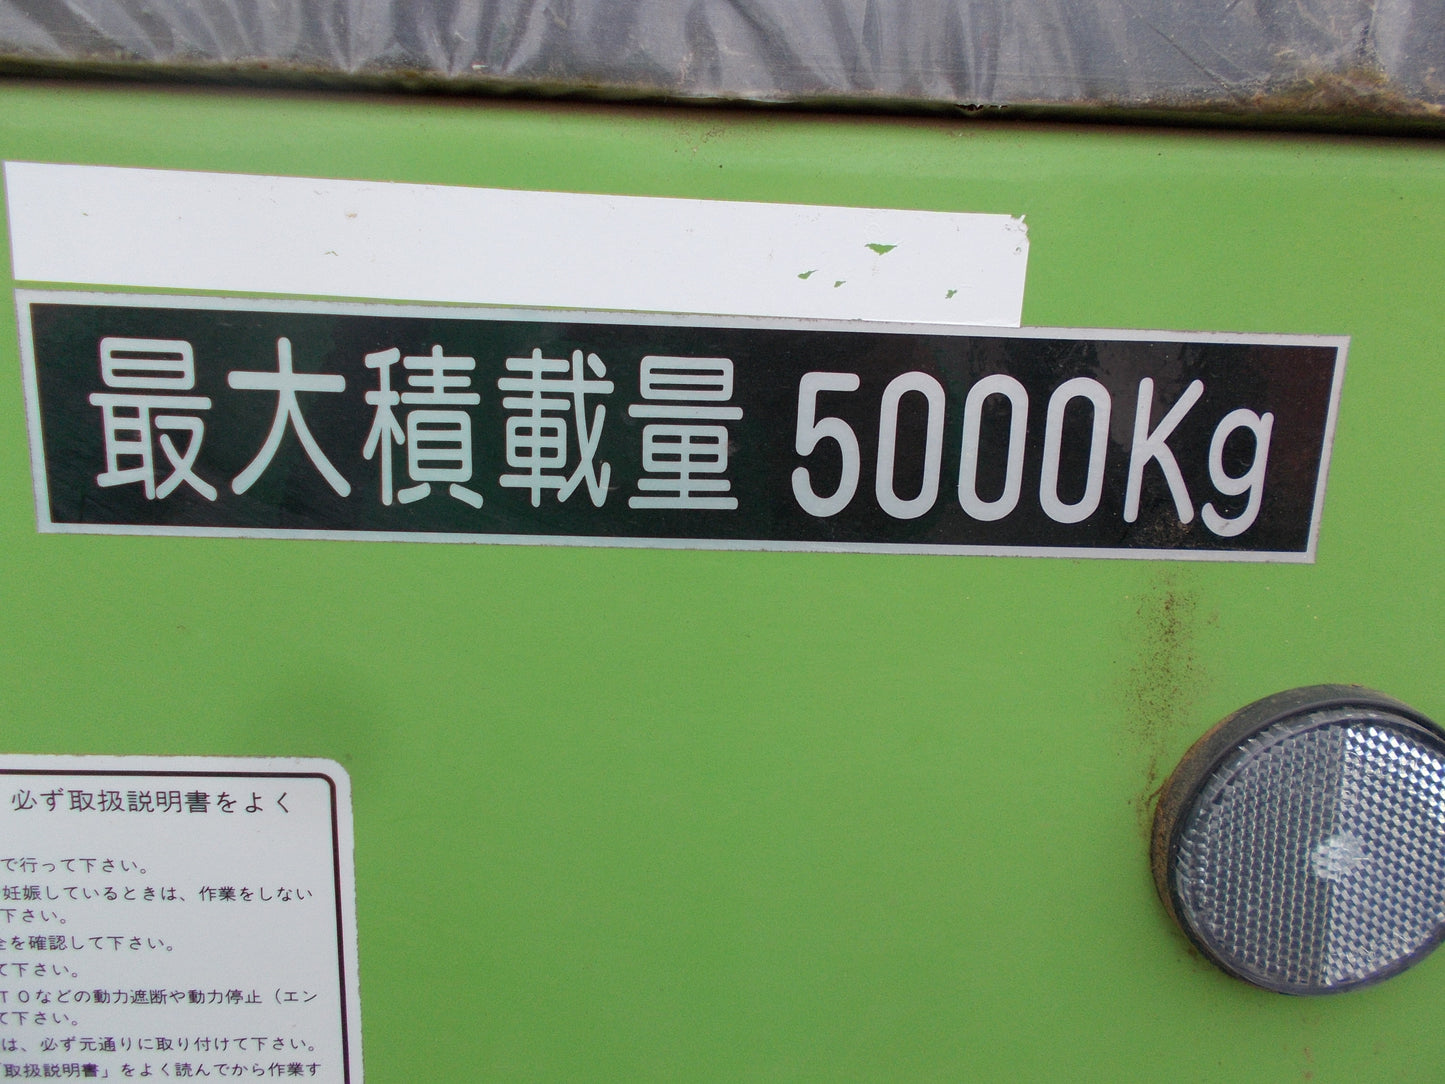 最大積載量 5000Kg
必ず取扱説明書をよく
で行って下さい。
妊娠しているときは、作業をしない
下さい。
全を確認して下さい。
て下さい。
TOなどの動力遮断や動力停止（エン
て下さい。
は、必ず元通りに取り付けて下さい。
「取扱説明書」をよく読んでから作業す